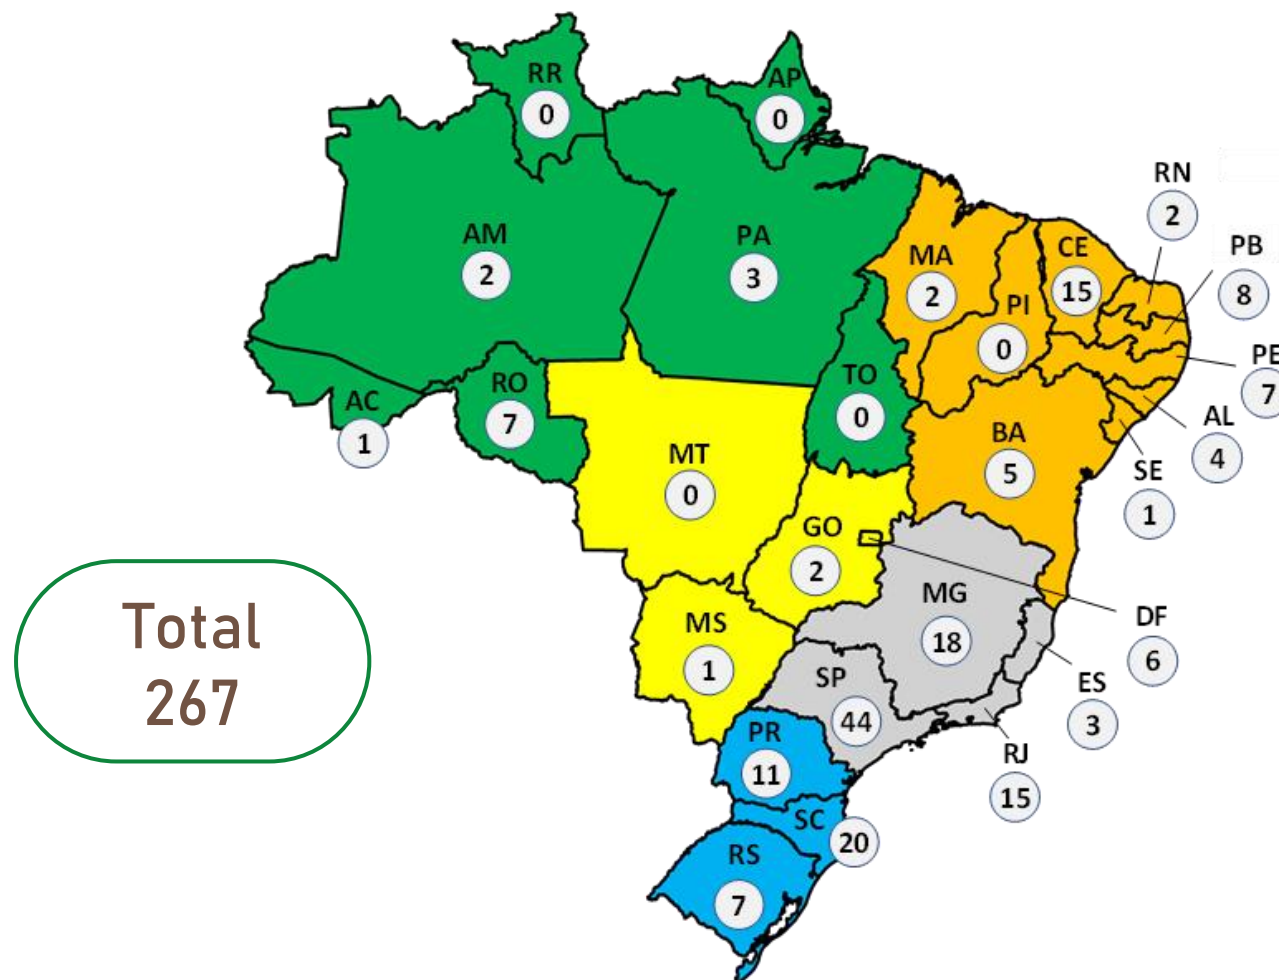 RR
0
AP
0
RN
2
AM
2
PA
3
MA
2
CE
15
PB
8
PI
0
PE
7
AC
1
RO
7
TO
0
AL
4
BA
5
SE
1
MT
0
GO
2
DF
6
MG
18
MS
1
ES
3
SP
44
RJ
15
PR
11
SC
20
RS
7
Total
267